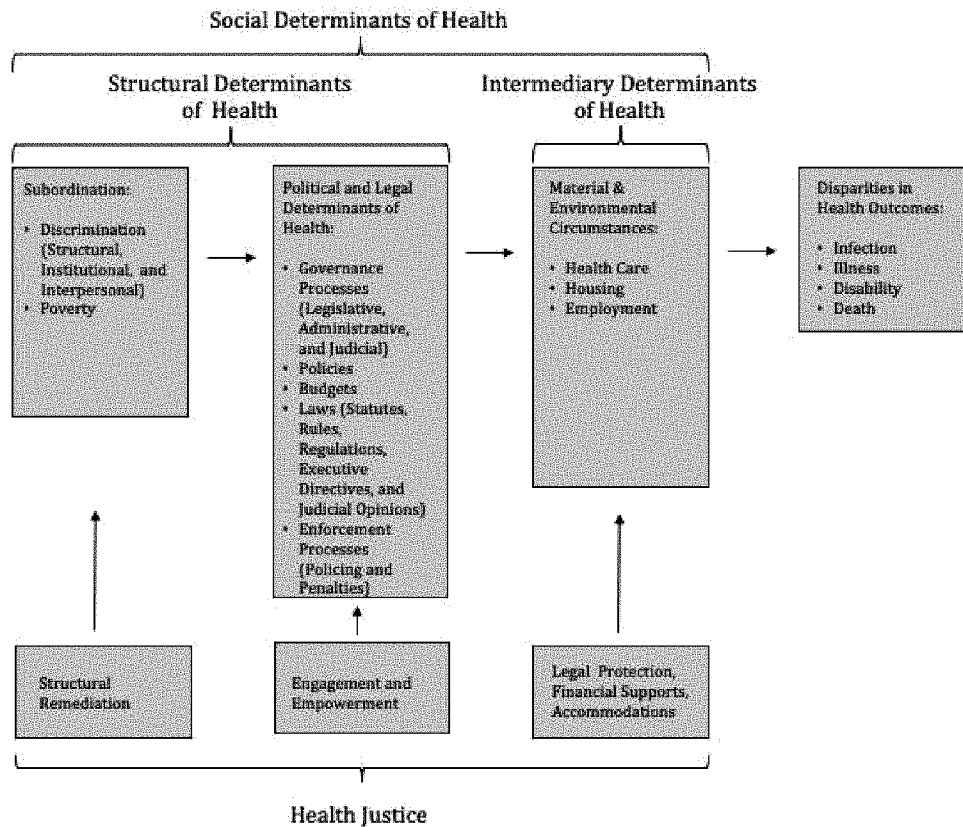 Social Determinants of Health
Structural Determinants
of Health
Intermediary Determinants
of Health
Subordination:
• Discrimination
(Structural,
Institutional, and
Interpersonal)
• Poverty
Political and Legal
Determinants of
Health:
• Governance
Processes
(Legislative,
Administrative,
and Judicial)
• Policies
• Budgets
• Laws (Statutes,
Rules,
Regulations,
Executive
Directives, and
Judicial Opinions)
• Enforcement
Processes
(Policing and
Penalties)
Material &
Environmental
Circumstances:
• Health Care
• Housing
• Employment
Disparities in
Health Outcomes:
• Infection
• Illness
• Disability
• Death
Structural
Remediation
Engagement and
Empowerment
Legal Protection,
Financial Supports,
Accommodations
Health Justice